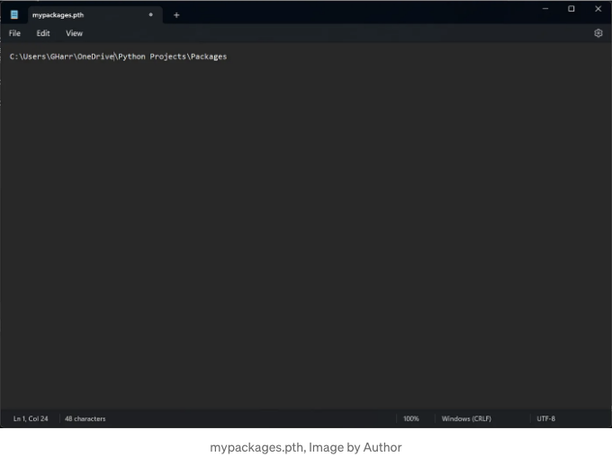 mypackages.pth
File Edit View
C:\Users\GHarr\OneDrive\Python Projects\Packages
Ln 1, Col 24 48 characters 100% Windows (CRLF) UTF-8
mypackages.pth, Image by Author